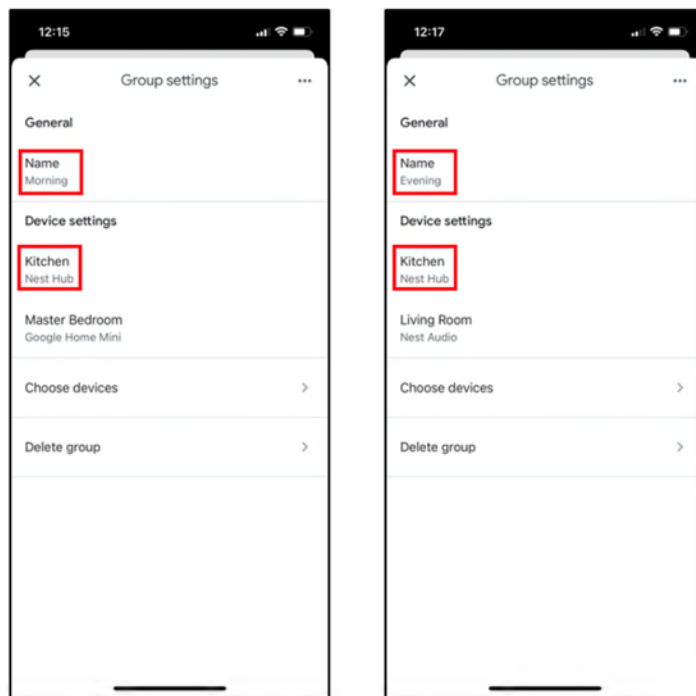 12:15
Group settings
General
Name
Morning
Device settings
Kitchen
Nest Hub
Master Bedroom
Google Home Mini
Choose devices
Delete group
12:17
Group settings
General
Name
Evening
Device settings
Kitchen
Nest Hub
Living Room
Nest Audio
Choose devices
Delete group